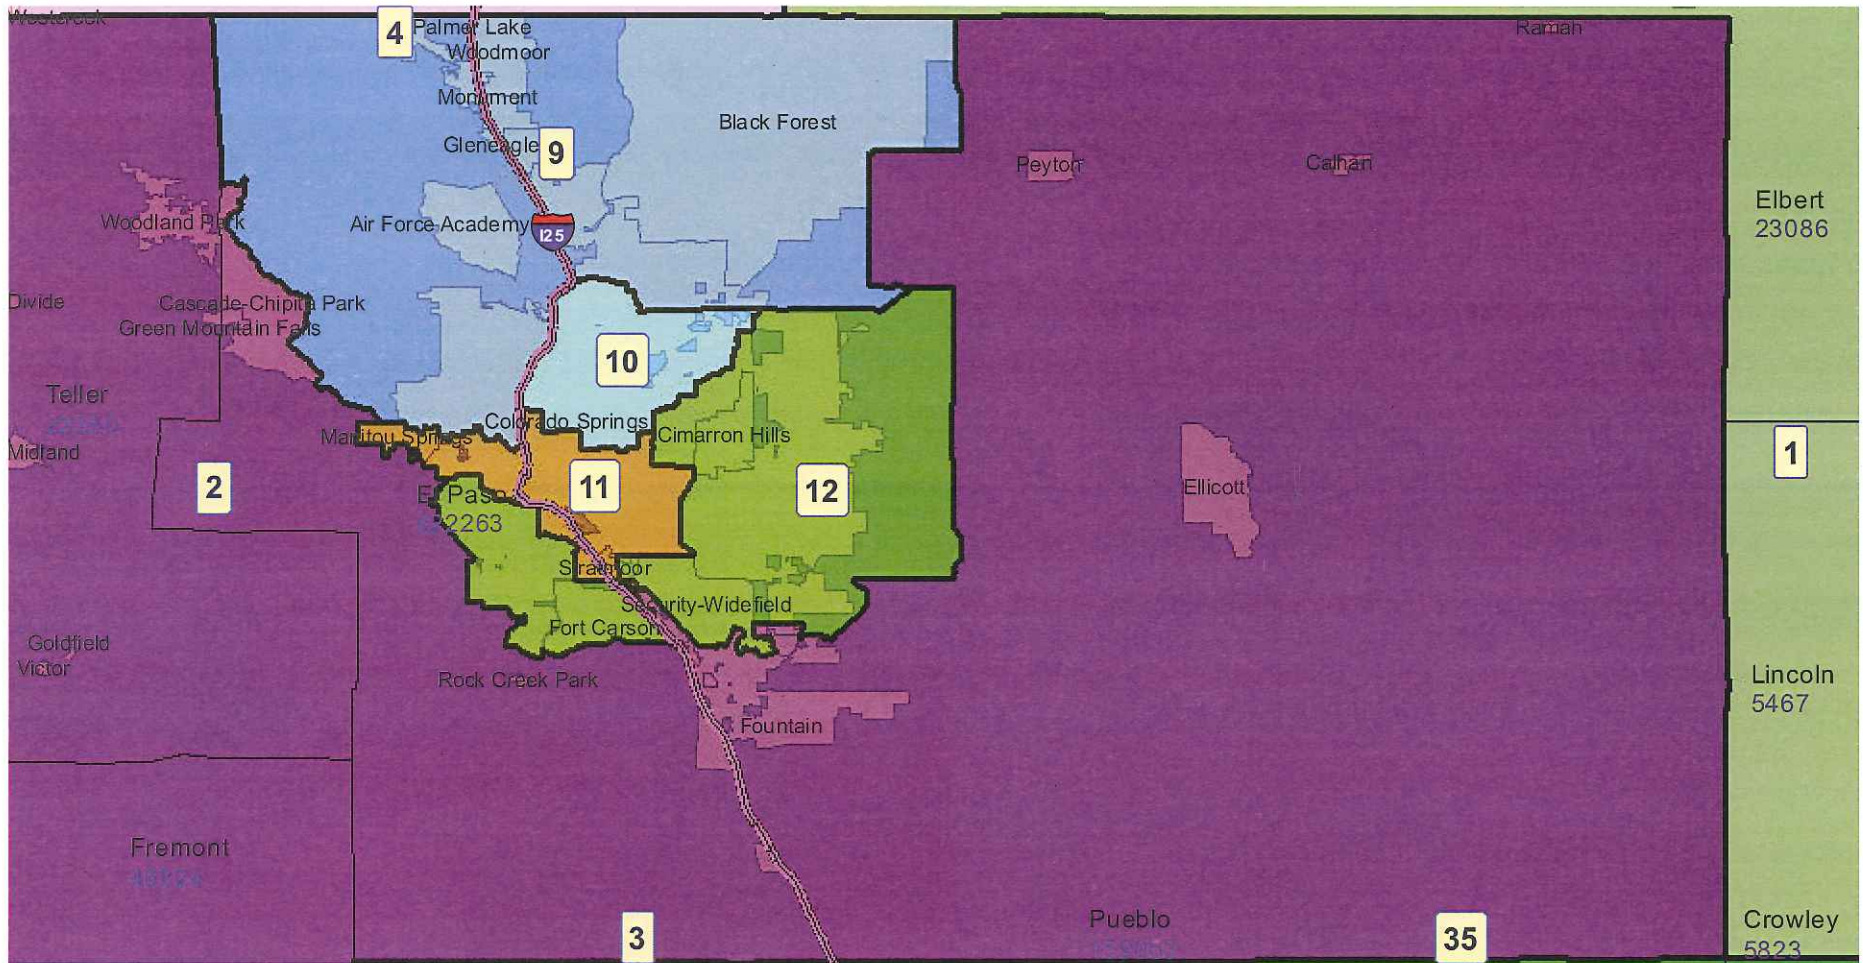 Westcreek
4
Palmer Lake
Ramah
Woodmoor
Monument
Black Forest
Gleneagle
9
Peyton
Calhan
Elbert
23086
Woodland Park
Air Force Academy
I25
Divide
Cascade-Chipita Park
Green Mountain Falls
10
Teller
Colorado Springs
Manitou Springs
Cimarron Hills
Midland
1
2
El Paso
2263
11
12
Ellicott
Stratmoor
Security-Widefield
Fort Carson
Goldfield
Victor
Rock Creek Park
Lincoln
5467
Fountain
Fremont
3
Pueblo
35
Crowley
5823